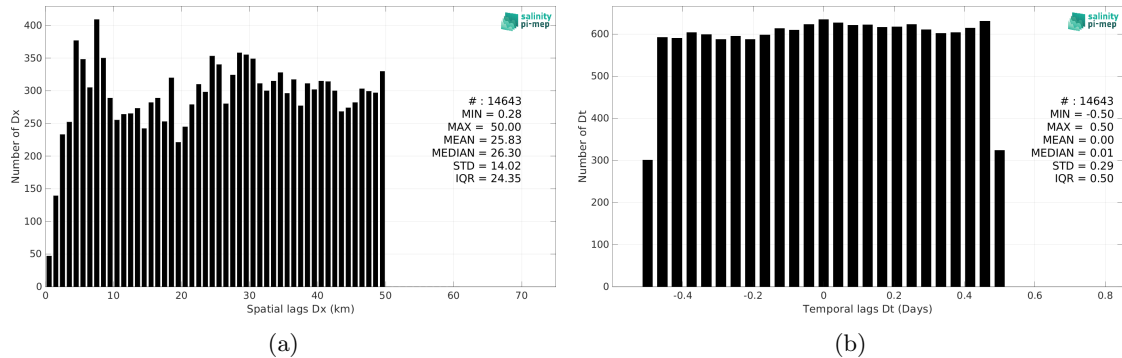 400
350
300
250
200
150
100
50
0
Number of Dx
0 10 20 30 40 50 60 70
Spatial lags Dx (km)
salinity
pi-mep
# : 14643
MIN = 0.28
MAX = 50.00
MEAN = 25.83
MEDIAN = 26.30
STD = 14.02
IQR = 24.35
(a)
600
500
400
300
200
100
0
Number of Dt
-0.4 -0.2 0 0.2 0.4 0.6 0.8
Temporal lags Dt (Days)
salinity
pi-mep
# : 14643
MIN = -0.50
MAX = 0.50
MEAN = 0.00
MEDIAN = 0.01
STD = 0.29
IQR = 0.50
(b)